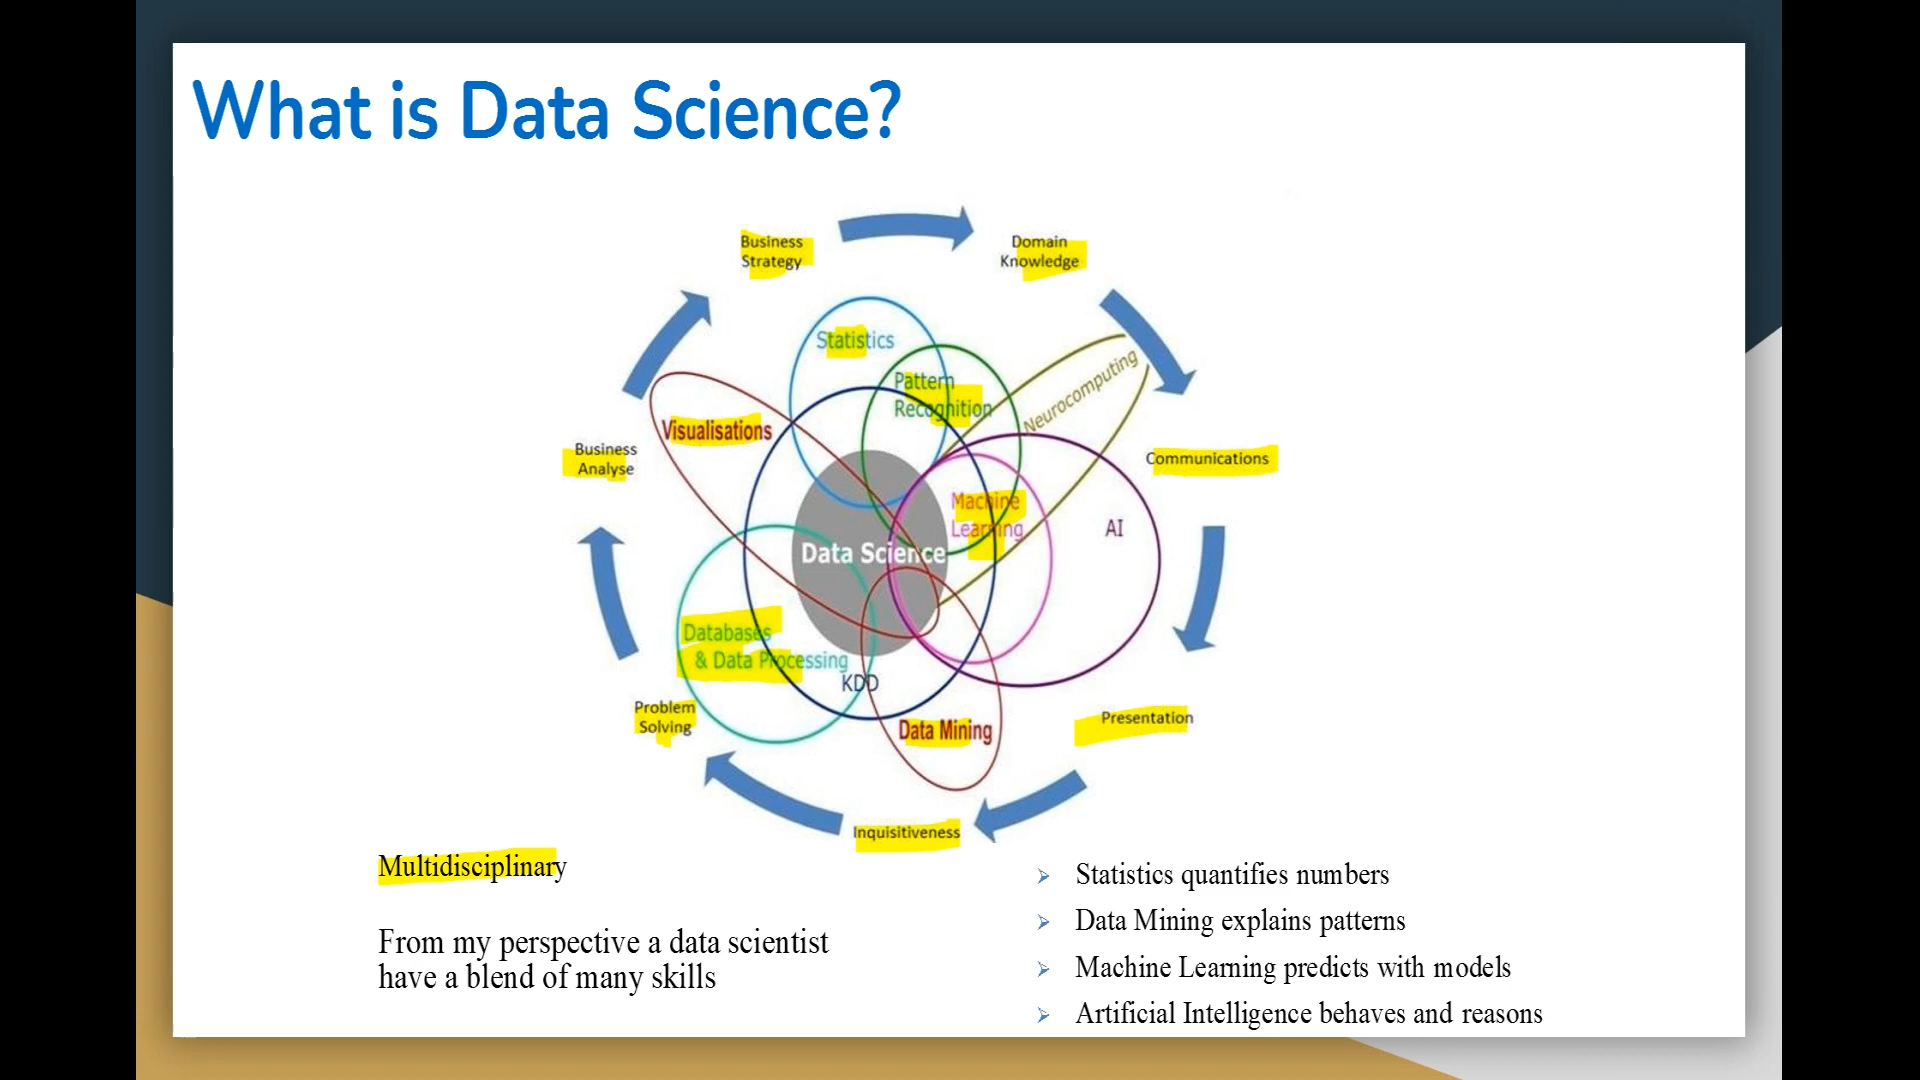 What is Data Science?
Business
Strategy
Domain
Knowledge
Statistics
Pattern
Recognition
Neurocomputing
Visualisations
Business
Analyse
Communications
Machine
Learning
AI
Data Science
Databases
& Data Processing
KDD
Problem
Solving
Data Mining
Presentation
Inquisitiveness
Multidisciplinary
From my perspective a data scientist
have a blend of many skills
Statistics quantifies numbers
Data Mining explains patterns
Machine Learning predicts with models
Artificial Intelligence behaves and reasons